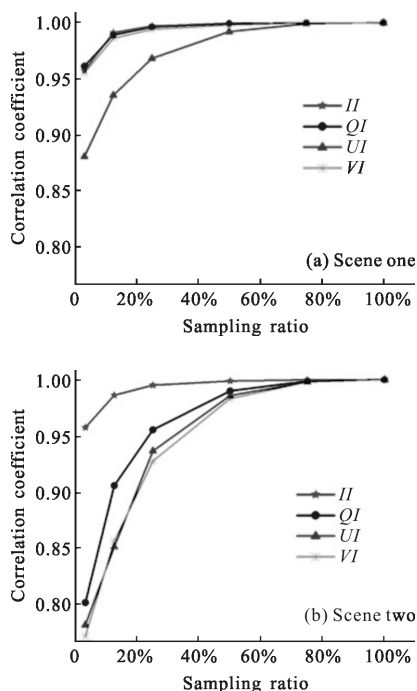 1.00
0.95
0.90
0.85
0.80
Correlation coefficient
II
QI
UI
VI
(a) Scene one
0 20% 40% 60% 80% 100%
Sampling ratio
1.00
0.95
0.90
0.85
0.80
Correlation coefficient
II
QI
UI
VI
(b) Scene two
0 20% 40% 60% 80% 100%
Sampling ratio